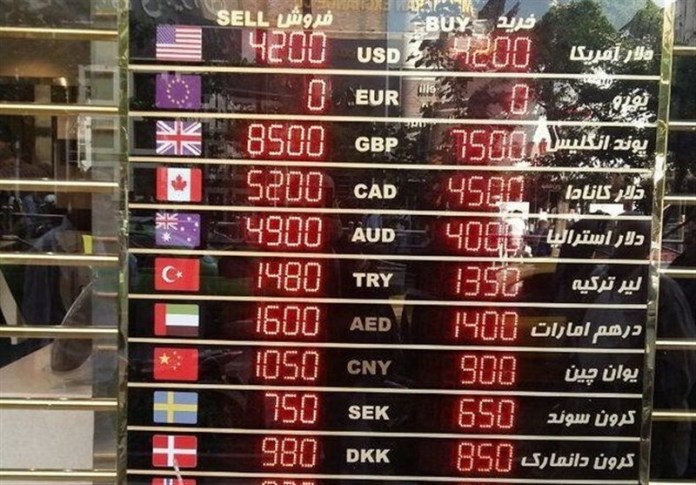 SELL فروش BUY خرید
4200 USD 4200 دلار آمریکا
0 EUR 0 یورو
8500 GBP 7500 پوند انگلیس
5200 CAD 4500 دلار کانادا
4900 AUD 4000 دلار استرالیا
1480 TRY 1350 لیر ترکیه
1600 AED 1400 درهم امارات
1050 CNY 900 یوان چین
750 SEK 650 کرون سوئد
980 DKK 850 کرون دانمارک